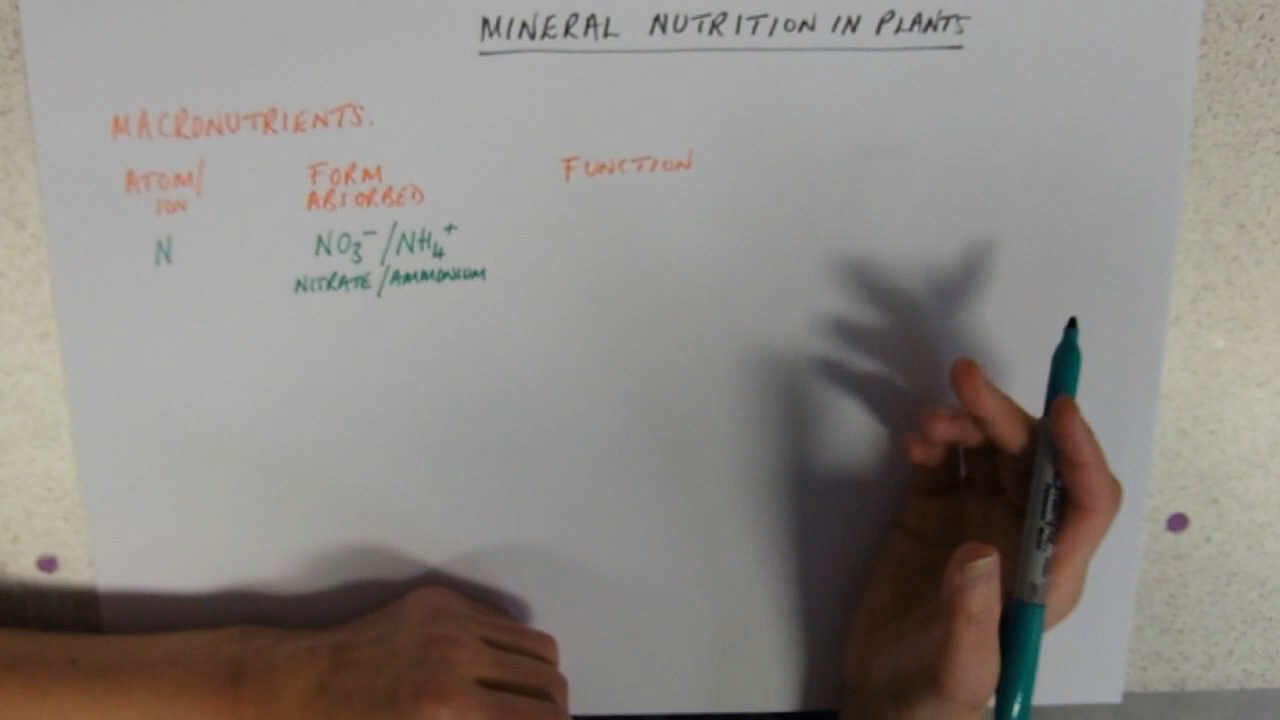 MINERAL NUTRITION IN PLANTS
MACRONUTRIENTS.
ATOM/ FORM FUNCTION
ION ABSORBED
N NO₃⁻/NH₄⁺
NITRATE/AMMONIUM